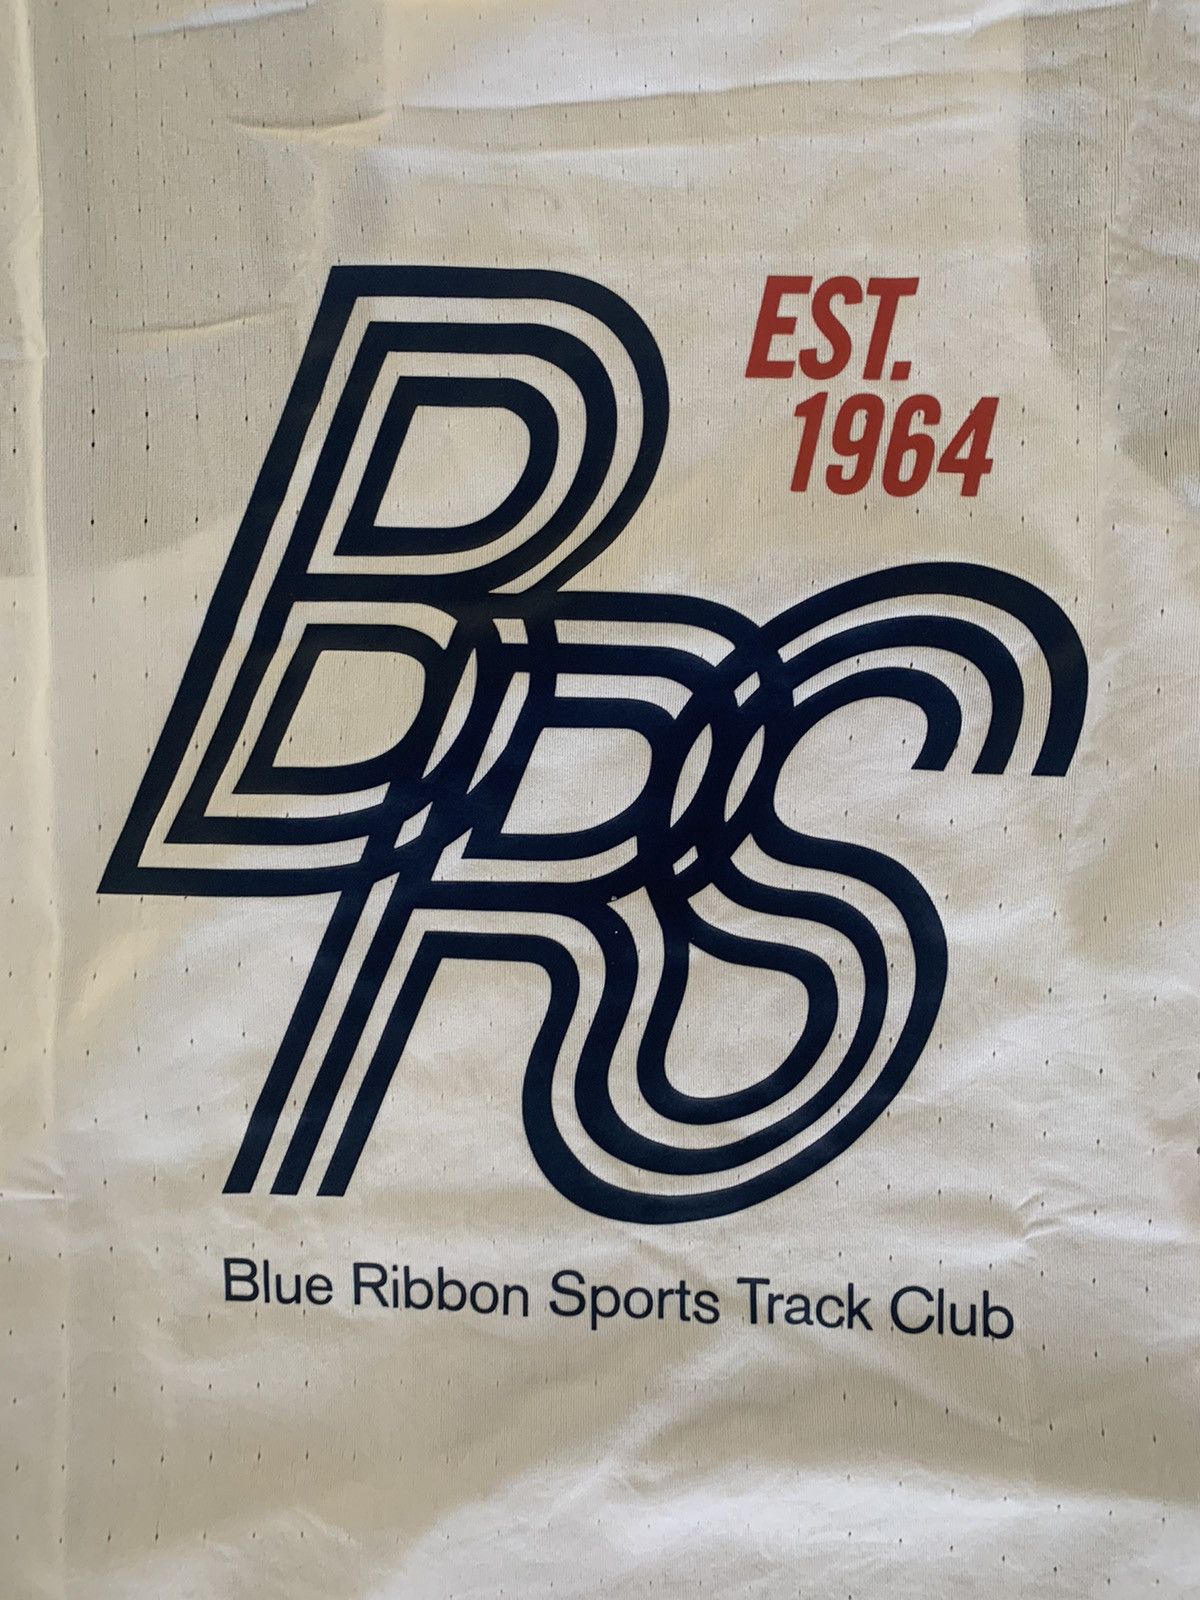 EST.
1964
BRS
Blue Ribbon Sports Track Club